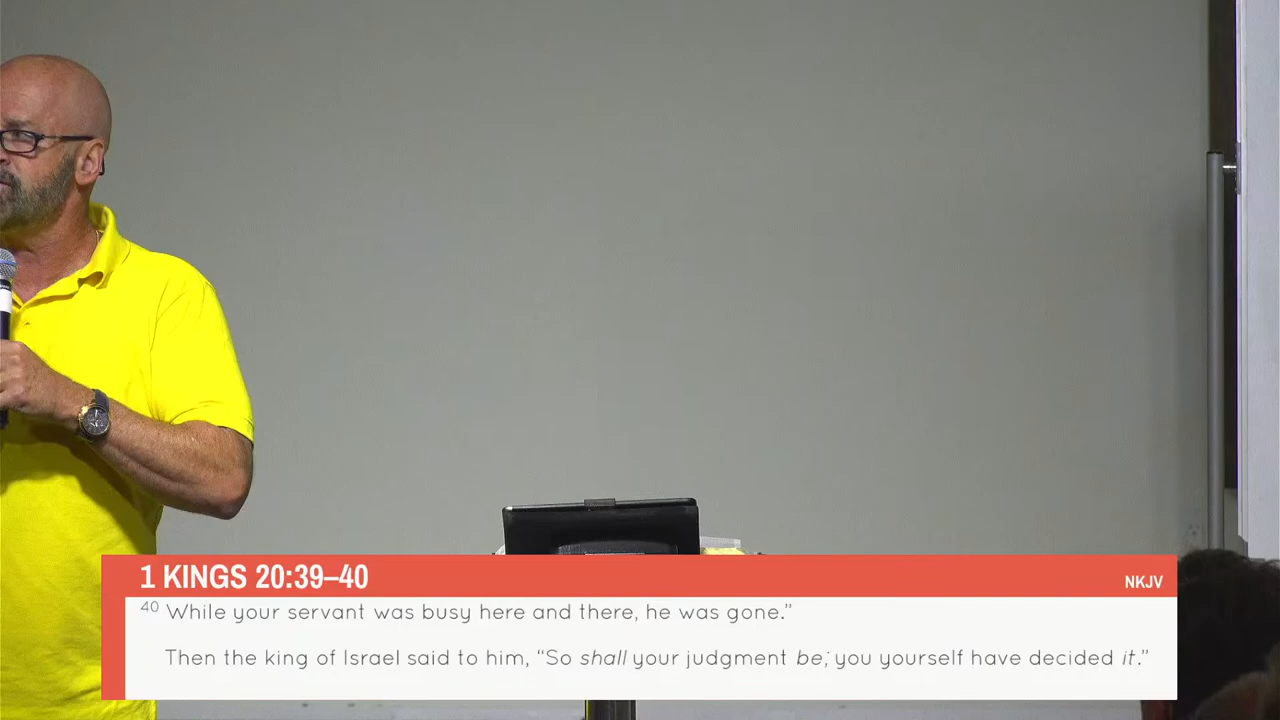 1 KINGS 20:39–40
NKJV
40 While your servant was busy here and there, he was gone.”
Then the king of Israel said to him, “So shall your judgment be; you yourself have decided it.”